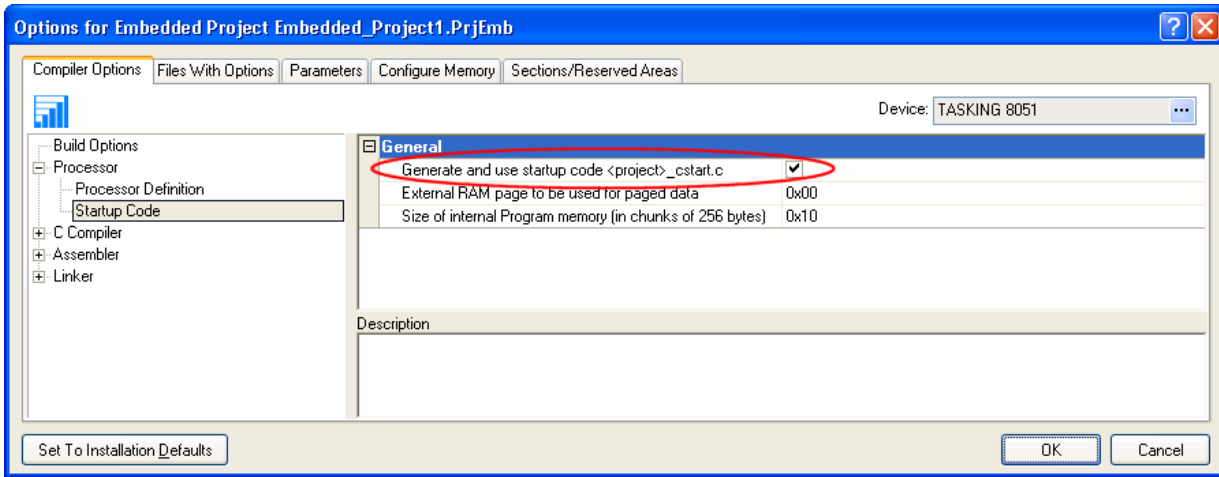 Options for Embedded Project Embedded_Project1.PrjEmb
Compiler Options Files With Options Parameters Configure Memory Sections/Reserved Areas
Device: TASKING 8051 ...
Build Options
Processor
Processor Definition
Startup Code
C Compiler
Assembler
Linker
General
Generate and use startup code <project>_cstart.c
External RAM page to be used for paged data 0x00
Size of internal Program memory (in chunks of 256 bytes) 0x10
Description
Set To Installation Defaults OK Cancel